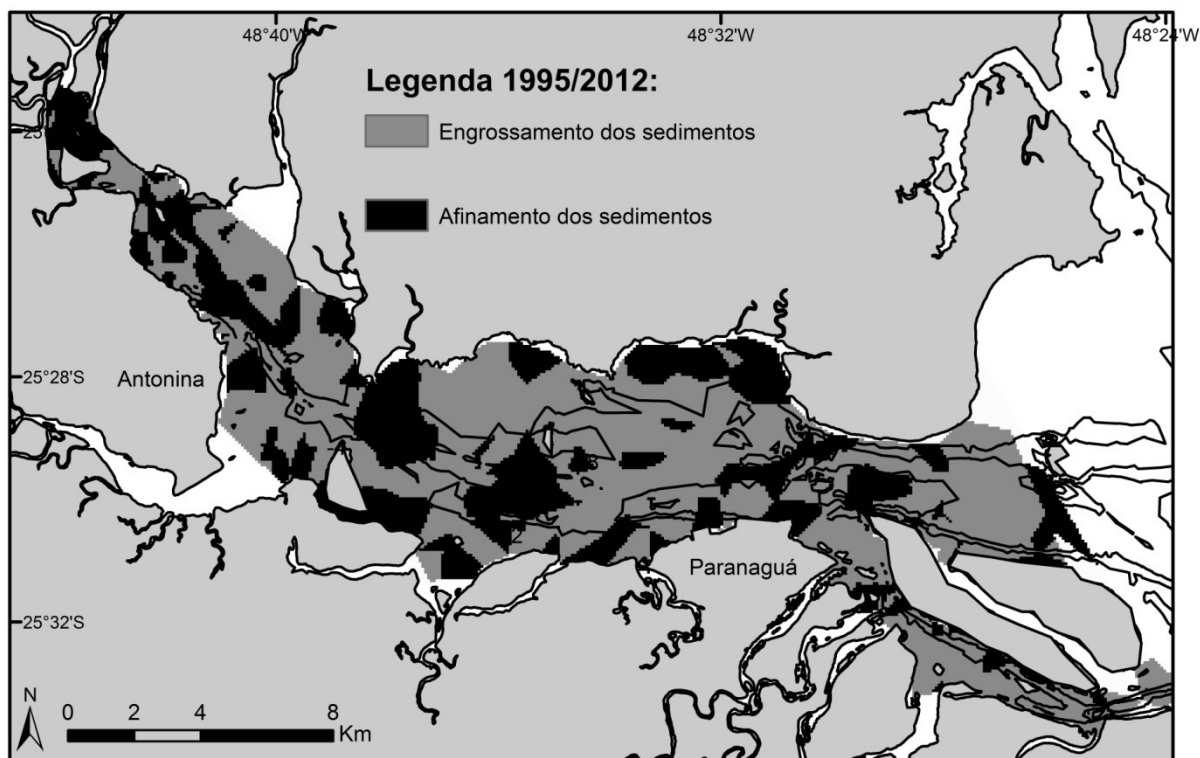 48°40'W
48°32'W
48°24'W
Legenda 1995/2012:
Engrossamento dos sedimentos
Afinamento dos sedimentos
25°28'S
Antonina
Paranaguá
25°32'S
N
0 2 4 8
Km